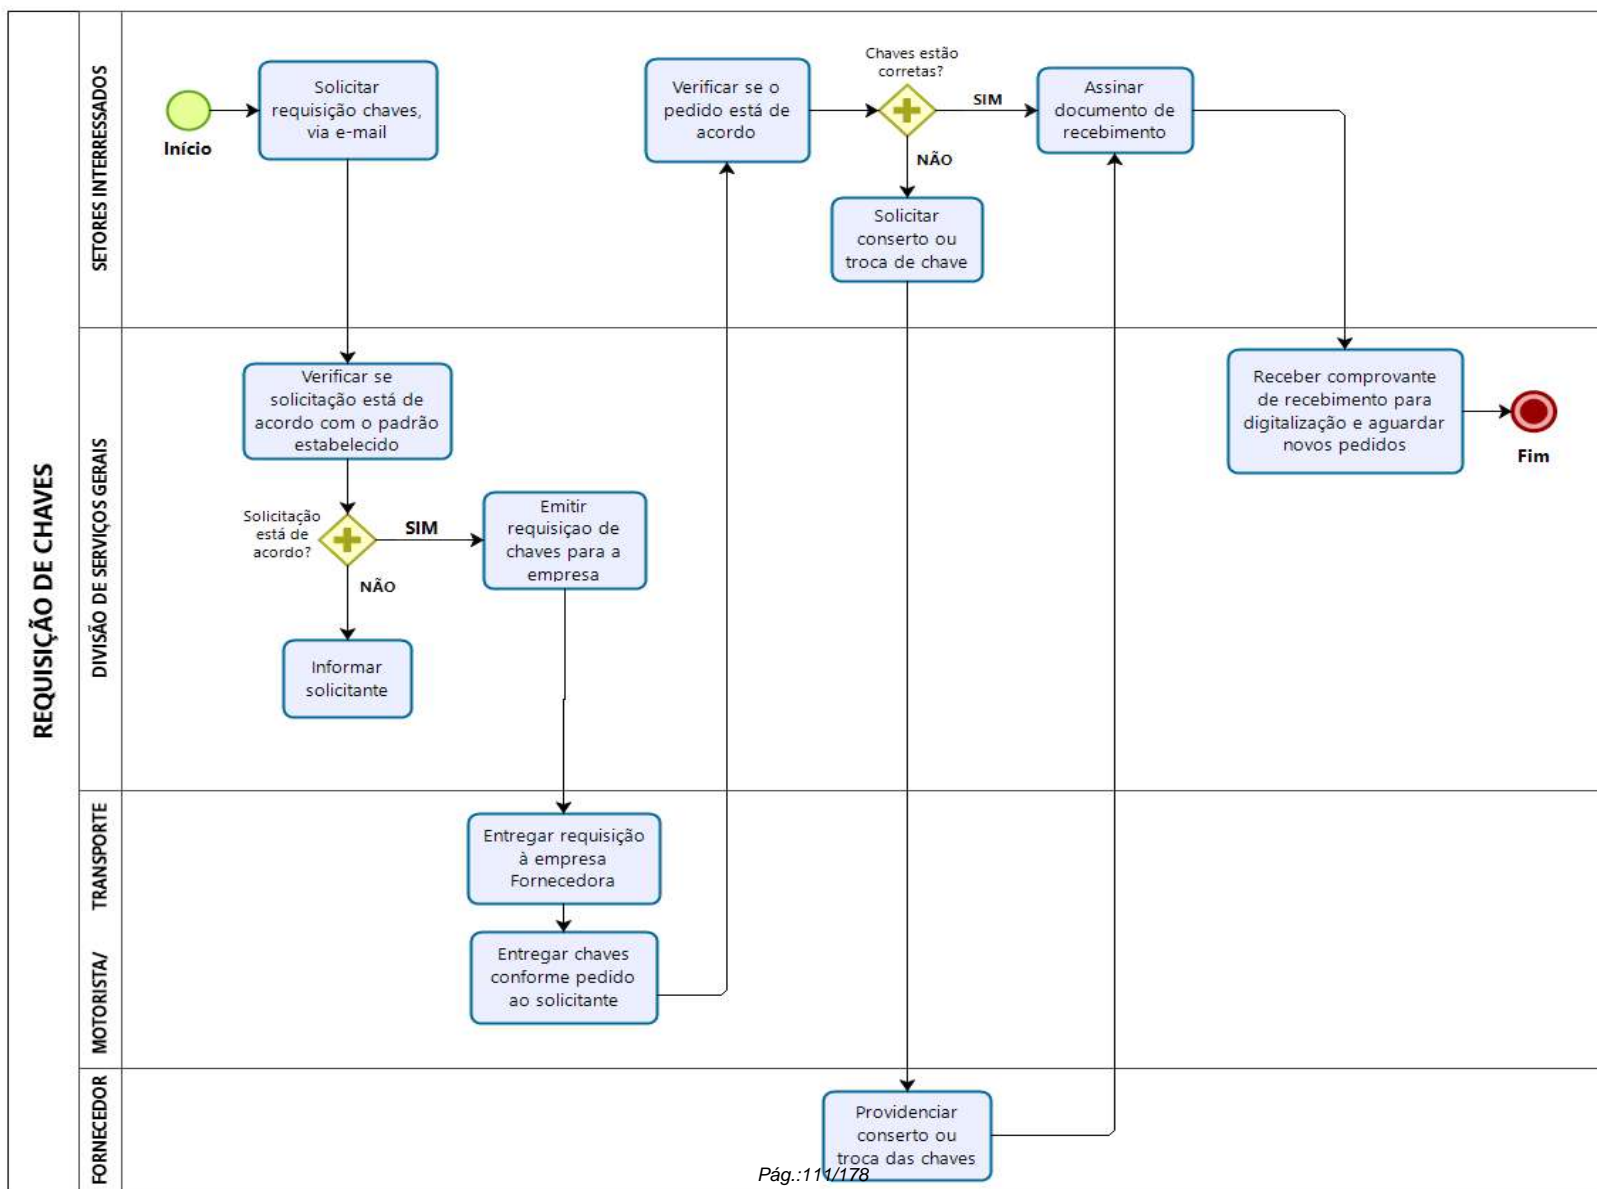 REQUISIÇÃO DE CHAVES
SETORES INTERRESSADOS
Início
Solicitar
requisição chaves,
via e-mail
Verificar se o
pedido está de
acordo
Chaves estão
corretas?
SIM
NÃO
Assinar
documento de
recebimento
Solicitar
conserto ou
troca de chave
DIVISÃO DE SERVIÇOS GERAIS
Verificar se
solicitação está de
acordo com o padrão
estabelecido
Solicitação
está de
acordo?
SIM
NÃO
Emitir
requisiçao de
chaves para a
empresa
Informar
solicitante
Receber comprovante
de recebimento para
digitalização e aguardar
novos pedidos
Fim
MOTORISTA/ TRANSPORTE
Entregar requisição
à empresa
Fornecedora
Entregar chaves
conforme pedido
ao solicitante
FORNECEDOR
Providenciar
conserto ou
troca das chaves
Pág.:111/178